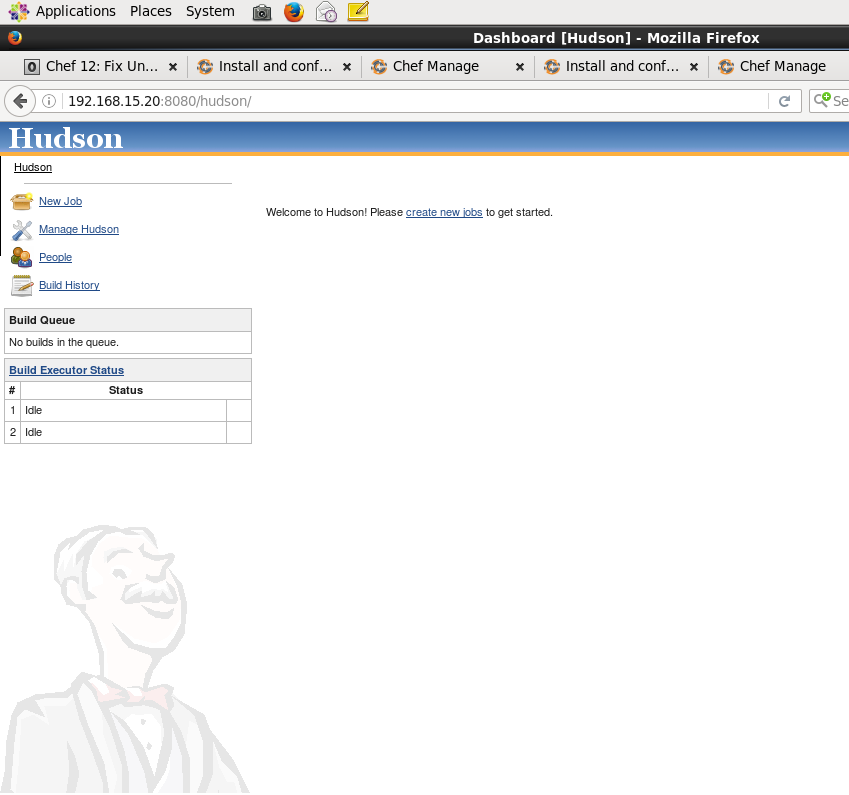 Applications Places System
Dashboard [Hudson] - Mozilla Firefox
Chef 12: Fix Un... × Install and conf... × Chef Manage × Install and conf... × Chef Manage
192.168.15.20:8080/hudson/ Se
Hudson
Hudson
New Job
Welcome to Hudson! Please create new jobs to get started.
Manage Hudson
People
Build History
Build Queue
No builds in the queue.
Build Executor Status
# Status
1 Idle
2 Idle